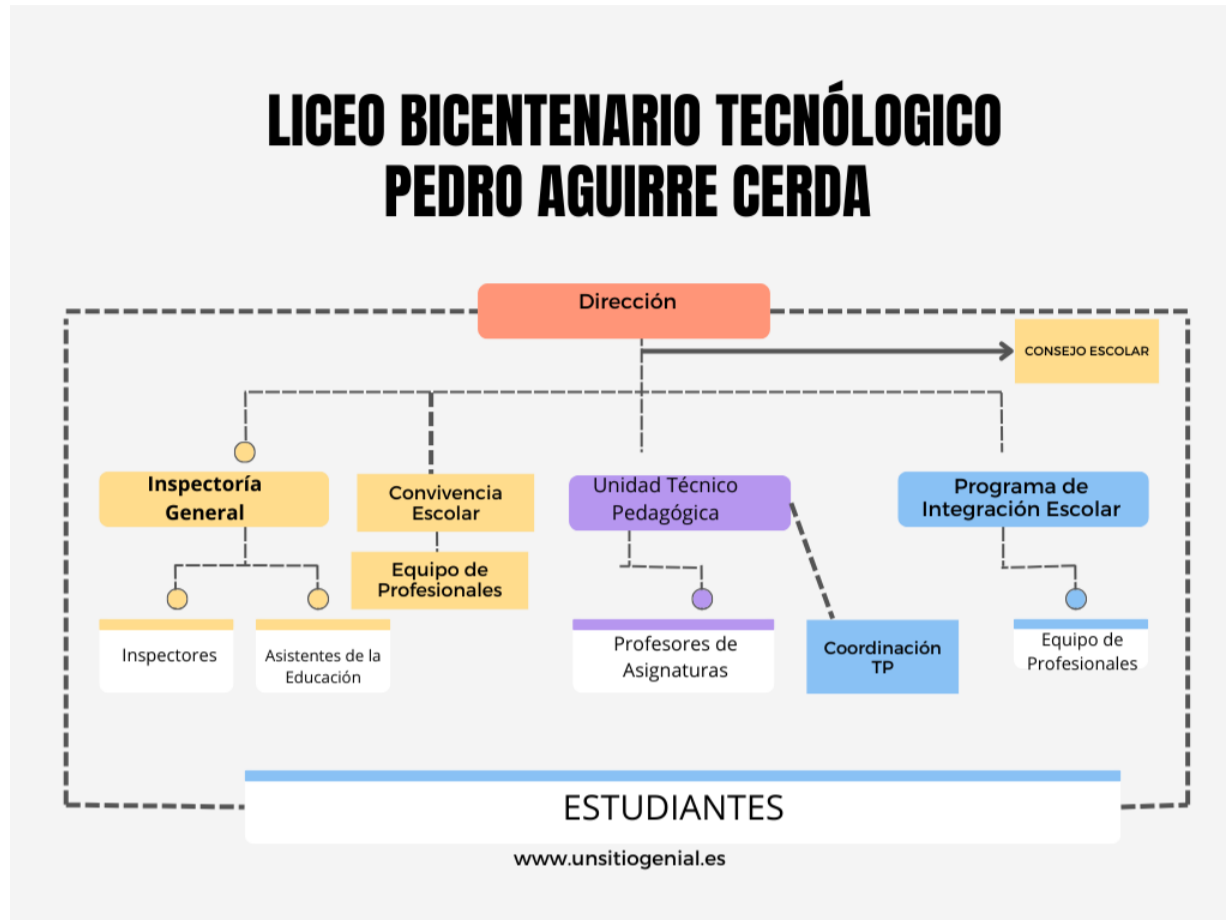 LICEO BICENTENARIO TECNÓLOGICO
PEDRO AGUIRRE CERDA
Dirección
CONSEJO ESCOLAR
Inspectoría
General
Convivencia
Escolar
Unidad Técnico
Pedagógica
Programa de
Integración Escolar
Equipo de
Profesionales
Inspectores
Asistentes de la
Educación
Profesores de
Asignaturas
Coordinación
TP
Equipo de
Profesionales
ESTUDIANTES
www.unsitiogenial.es